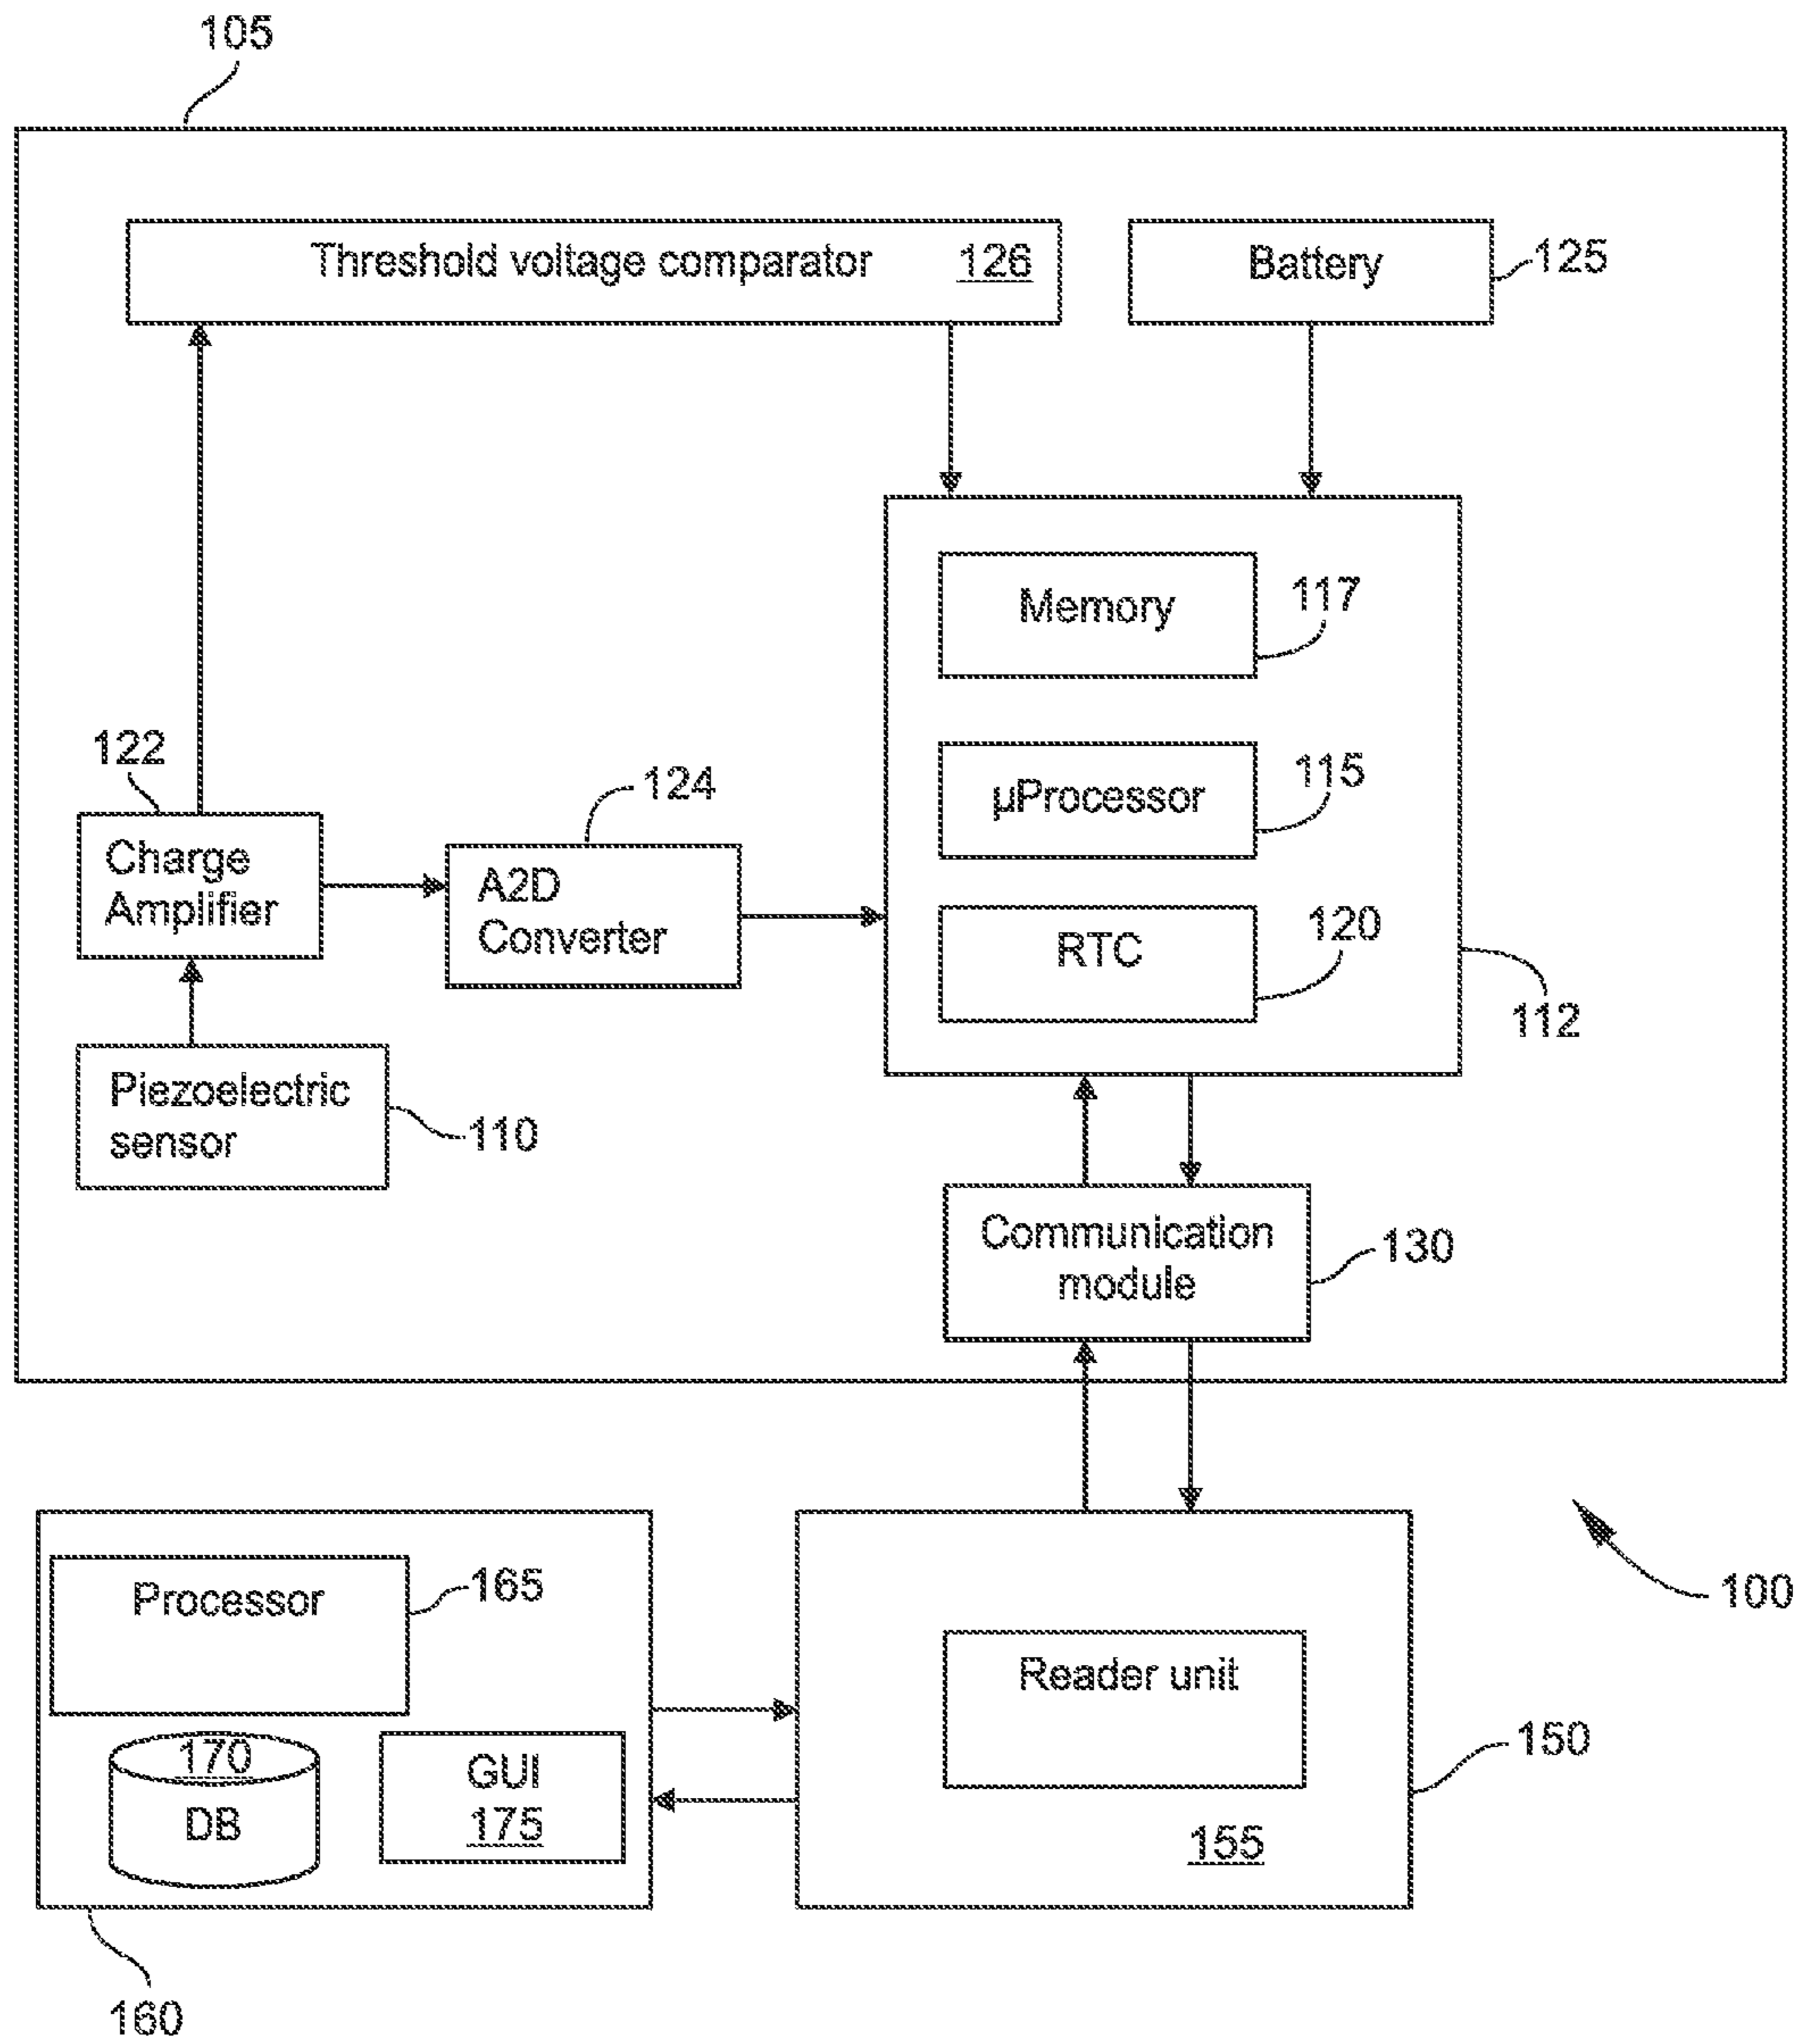 105
Threshold voltage comparator 126
Battery
125
Memory
117
122
124
µProcessor
115
Charge
Amplifier
A2D
Converter
RTC
120
112
Piezoelectric
sensor
110
Communication
module
130
Processor
165
100
Reader unit
170
DB
GUI
175
150
155
160